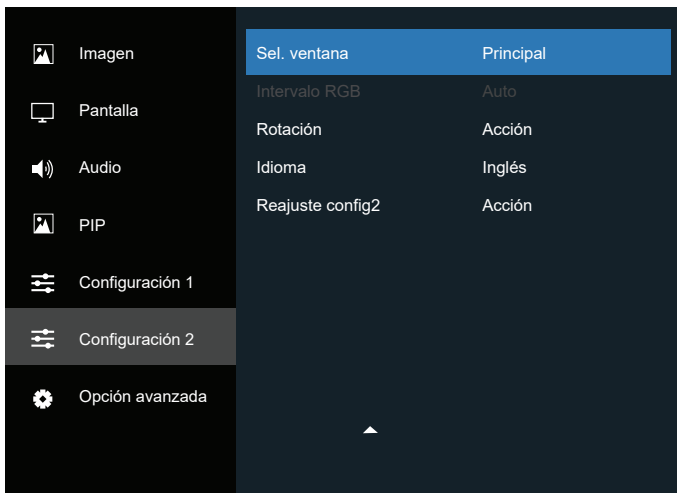 Imagen
Pantalla
Audio
PIP
Configuración 1
Configuración 2
Opción avanzada
Sel. ventana Principal
Intervalo RGB Auto
Rotación Acción
Idioma Inglés
Reajuste config2 Acción